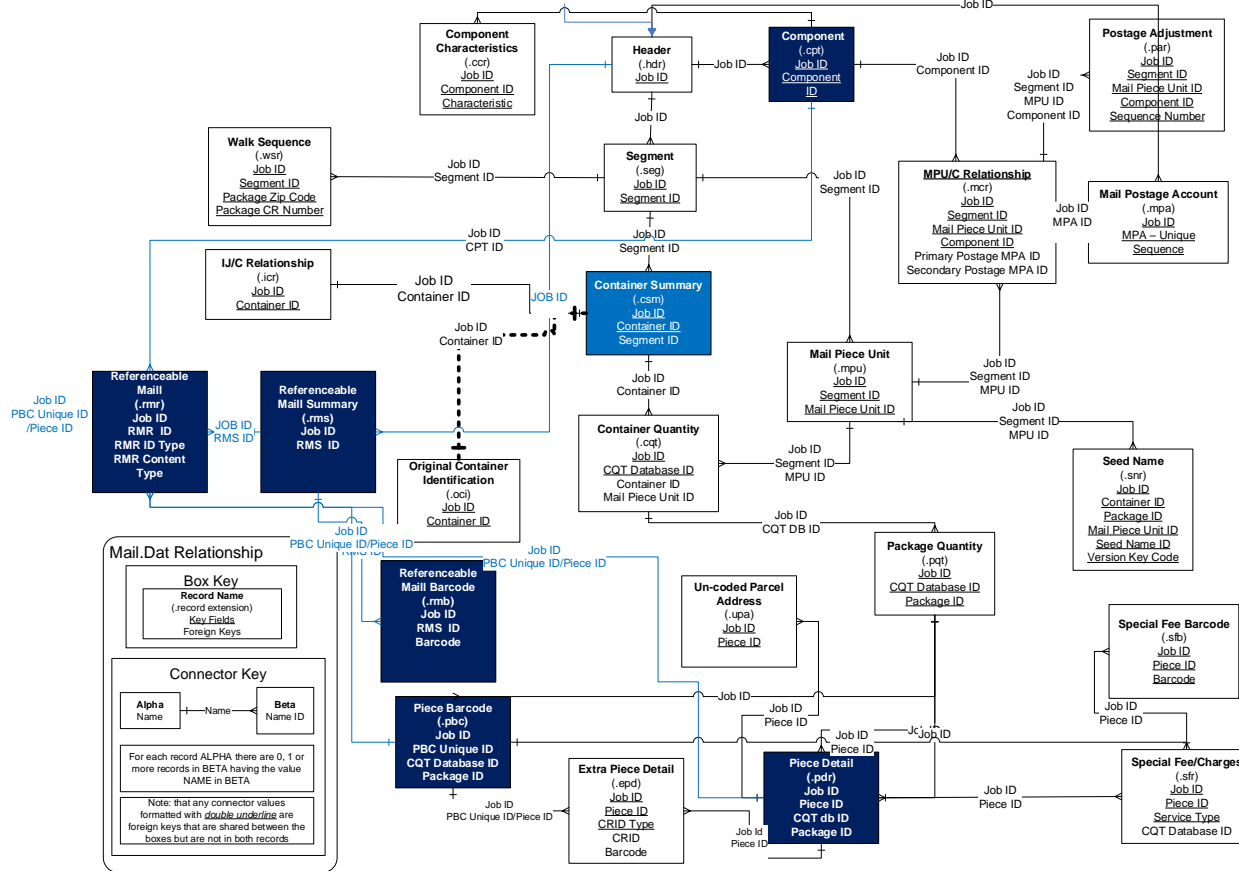 Job ID
Component
Characteristics
(.ccr)
Job ID
Component ID
Characteristic
Header
(.hdr)
Job ID
Job ID
Component
(.cpt)
Job ID
Component
ID
Job ID
Component ID
Job ID
Segment ID
MPU ID
Component ID
Postage Adjustment
(.par)
Job ID
Segment ID
Mail Piece Unit ID
Component ID
Sequence Number
Job ID
Walk Sequence
(.wsr)
Job ID
Segment ID
Package Zip Code
Package CR Number
Job ID
Segment ID
Segment
(.seg)
Job ID
Segment ID
Job ID
Segment ID
MPU/C Relationship
(.mcr)
Job ID
Segment ID
Mail Piece Unit ID
Component ID
Primary Postage MPA ID
Secondary Postage MPA ID
Job ID
MPA ID
Mail Postage Account
(.mpa)
Job ID
MPA – Unique
Sequence
Job ID
CPT ID
Job ID
Segment ID
IJ/C Relationship
(.icr)
Job ID
Container ID
Job ID
Container ID
JOB ID
Container Summary
(.csm)
Job ID
Container ID
Segment ID
Job ID
Container ID
Mail Piece Unit
(.mpu)
Job ID
Segment ID
Mail Piece Unit ID
Job ID
Segment ID
MPU ID
Job ID
Container ID
Job ID
PBC Unique ID
/Piece ID
Referenceable
Maill
(.rmr)
Job ID
RMR ID
RMR ID Type
RMR Content
Type
JOB ID
RMS ID
Referenceable
Maill Summary
(.rms)
Job ID
RMS ID
Container Quantity
(.cqt)
Job ID
CQT Database ID
Container ID
Mail Piece Unit ID
Job ID
Segment ID
MPU ID
Job ID
Segment ID
MPU ID
Seed Name
(.snr)
Job ID
Container ID
Package ID
Mail Piece Unit ID
Seed Name ID
Version Key Code
Original Container
Identification
(.oci)
Job ID
Container ID
Job ID
CQT DB ID
Job ID
PBC Unique ID/Piece ID
RMS ID
Job ID
PBC Unique ID/Piece ID
Package Quantity
(.pqt)
Job ID
CQT Database ID
Package ID
Mail.Dat Relationship
Box Key
Record Name
(.record extension)
Key Fields
Foreign Keys
Referenceable
Maill Barcode
(.rmb)
Job ID
RMS ID
Barcode
Un-coded Parcel
Address
(.upa)
Job ID
Piece ID
Special Fee Barcode
(.sfb)
Job ID
Piece ID
Barcode
Connector Key
Alpha
Name
Name
Beta
Name ID
For each record ALPHA there are 0, 1 or
more records in BETA having the value
NAME in BETA
Note: that any connector values
formatted with double underline are
foreign keys that are shared between the
boxes but are not in both records
Job ID
Piece Barcode
(.pbc)
Job ID
PBC Unique ID
CQT Database ID
Package ID
Job ID
Piece ID
Job ID
Piece ID
Job ID
Job ID
Job ID
Piece ID
Job ID
PBC Unique ID/Piece ID
Extra Piece Detail
(.epd)
Job ID
Piece ID
CRID Type
CRID
Barcode
Job Id
Piece ID
Piece Detail
(.pdr)
Job ID
Piece ID
CQT db ID
Package ID
Job ID
Piece ID
Special Fee/Charges
(.sfr)
Job ID
Piece ID
Service Type
CQT Database ID